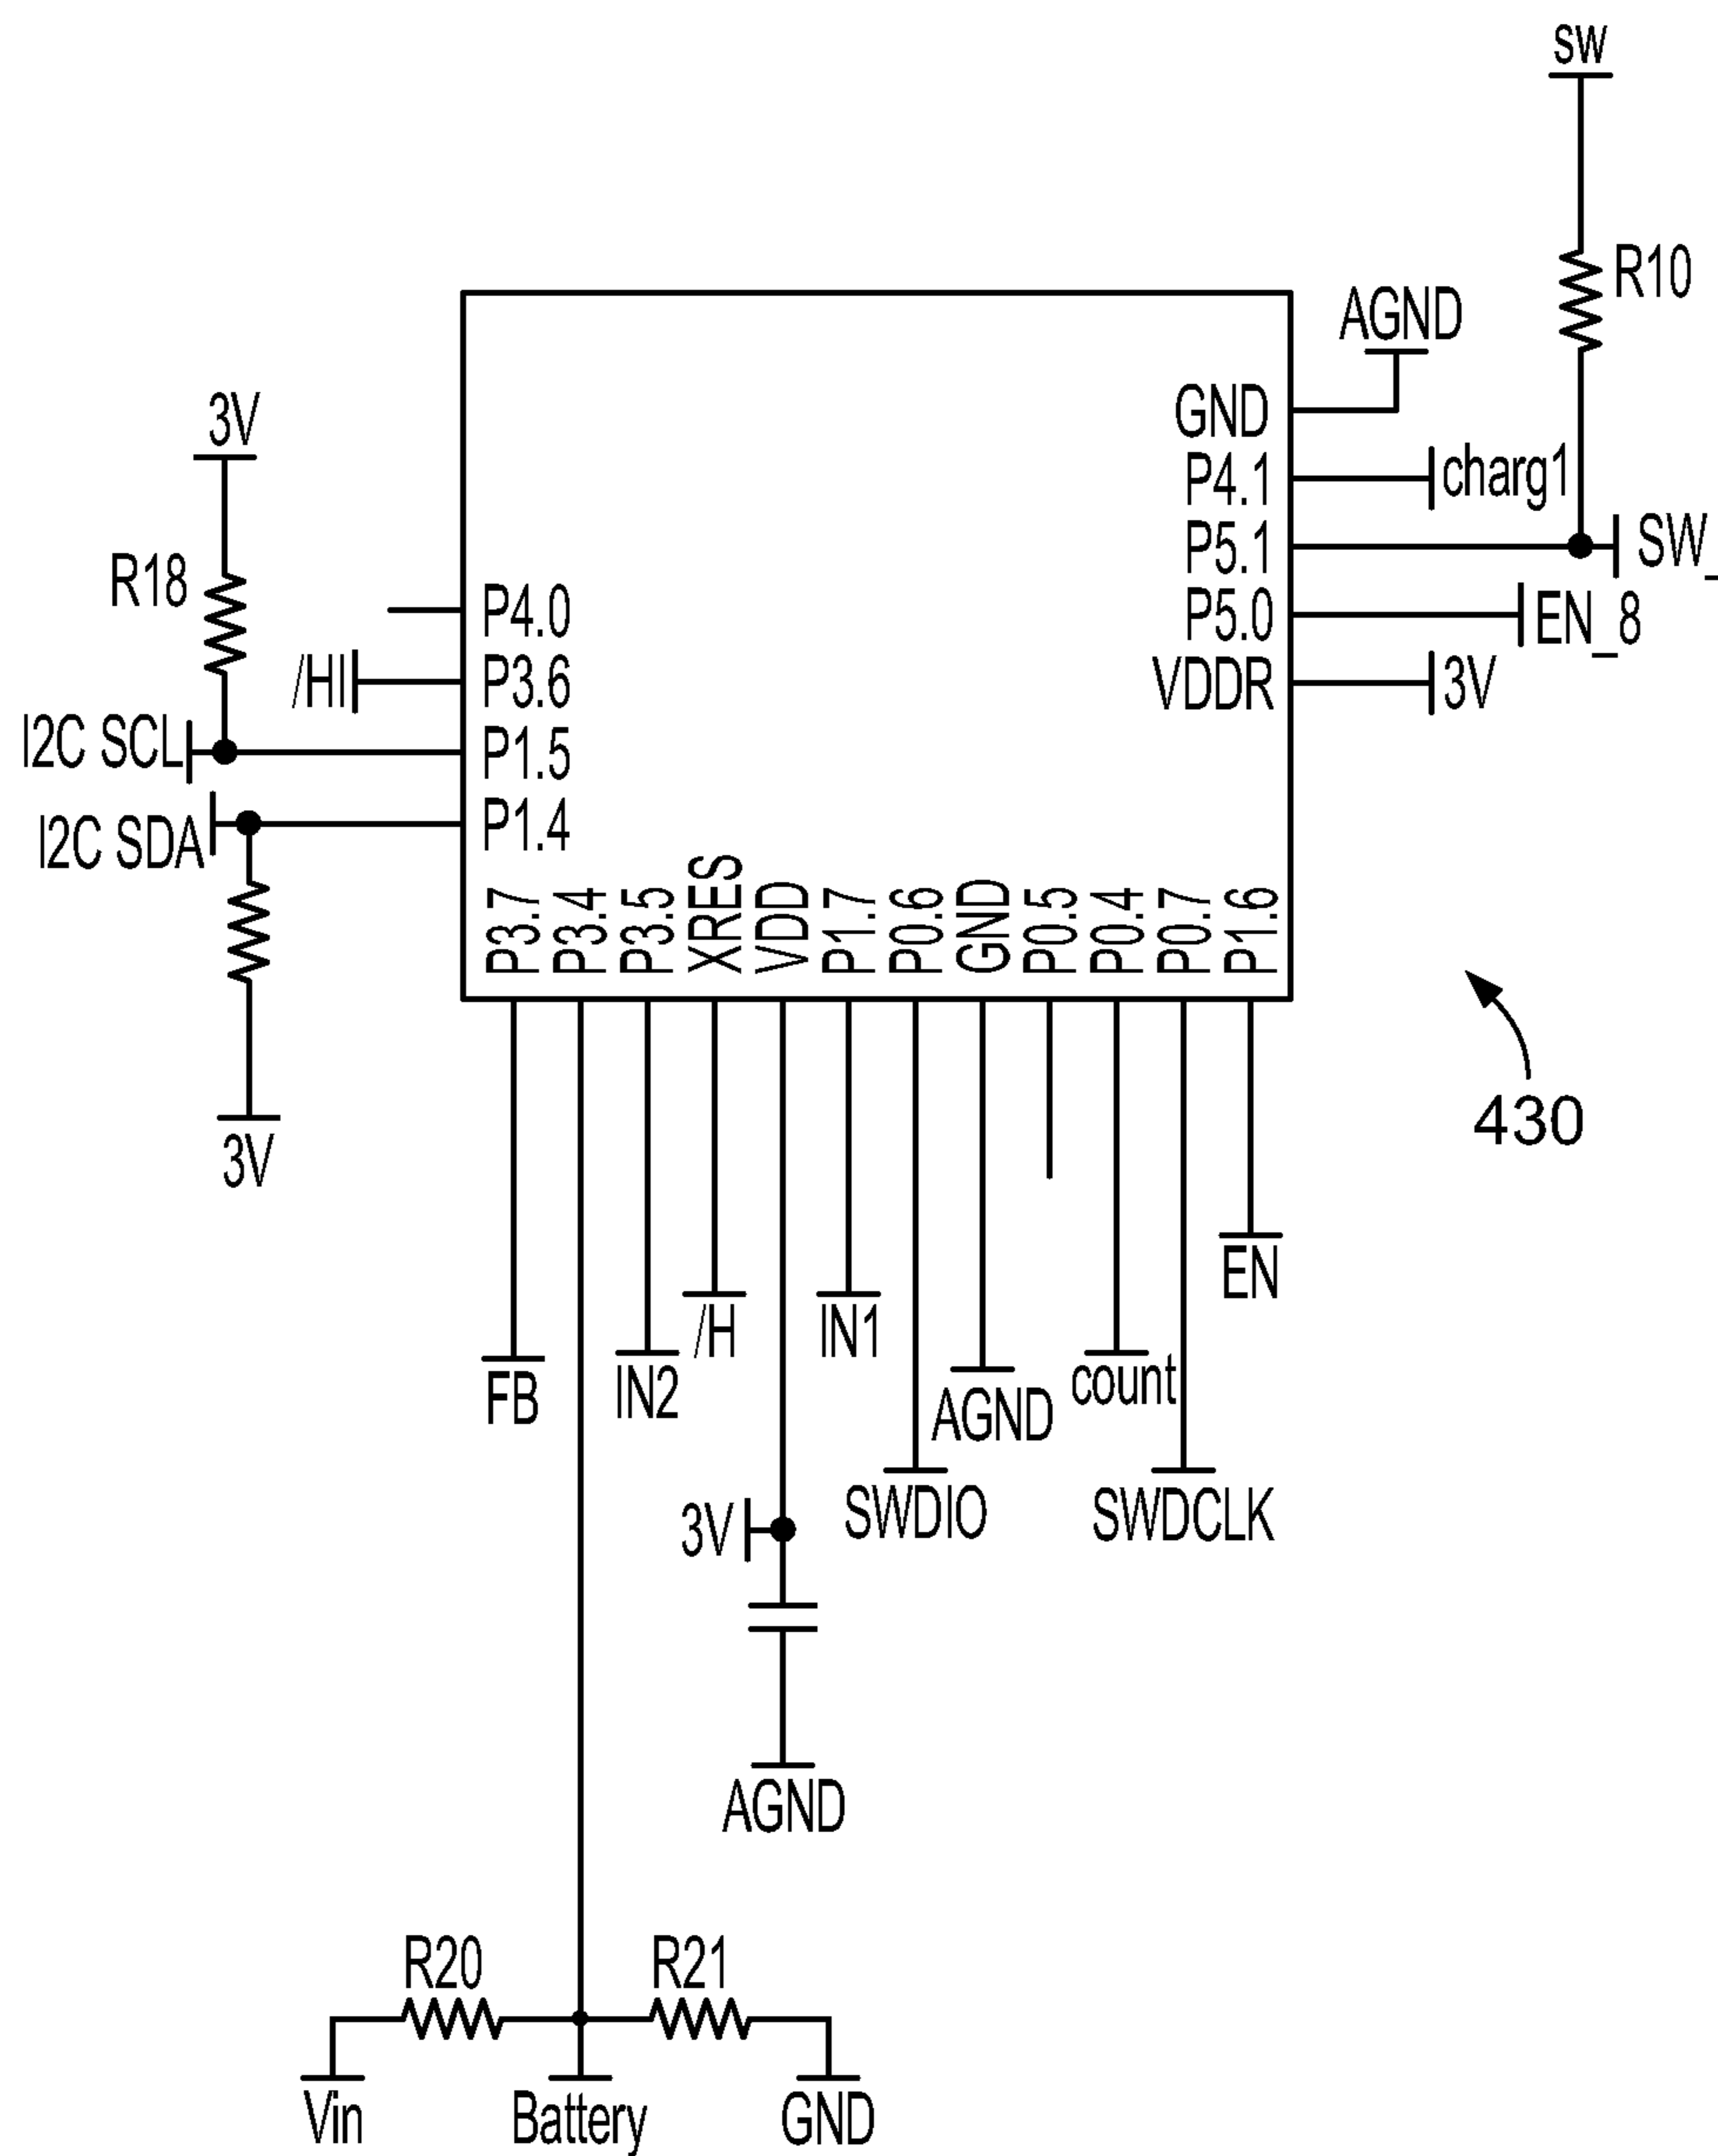 sw
R10
AGND
GND
P4.1
charg1
P5.1
SW_
P5.0
EN_8
VDDR
3V
3V
R18
P4.0
/HI
P3.6
I2C SCL
P1.5
I2C SDA
P1.4
3V
P3.7
P3.4
P3.5
XRES
VDD
P1.7
P0.6
GND
P0.5
P0.4
P0.7
P1.6
430
EN
/H
IN1
FB
IN2
AGND
count
3V
SWDIO
SWDCLK
AGND
R20
R21
Vin
Battery
GND